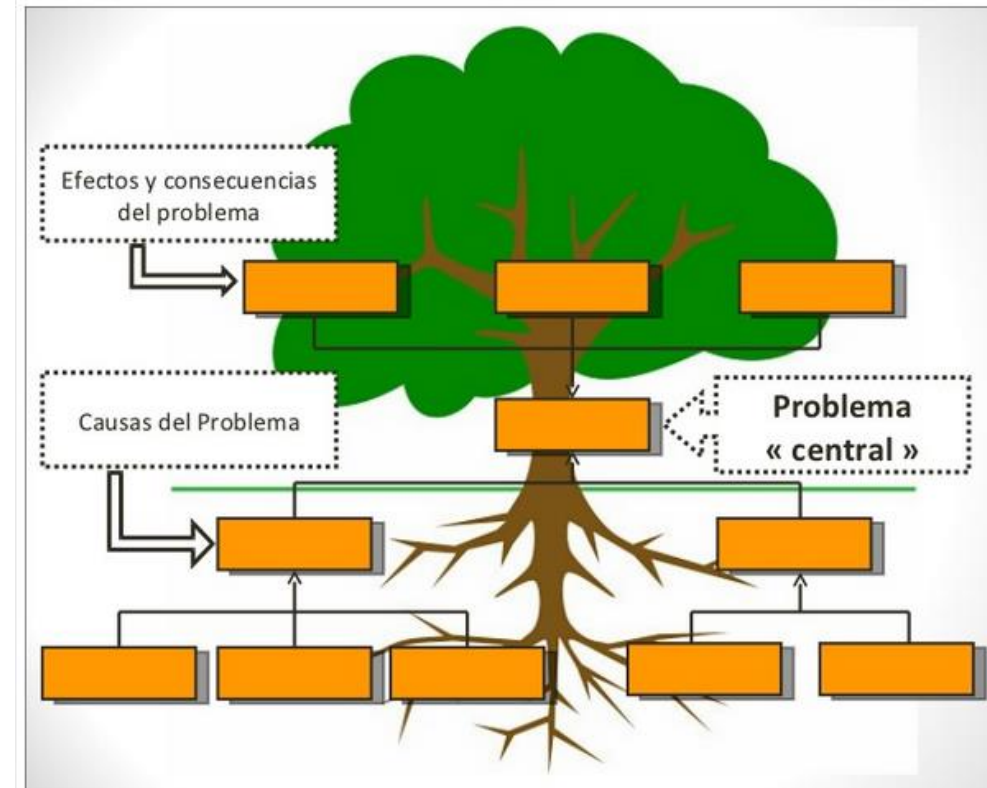 Efectos y consecuencias
del problema
Causas del Problema
Problema
« central »